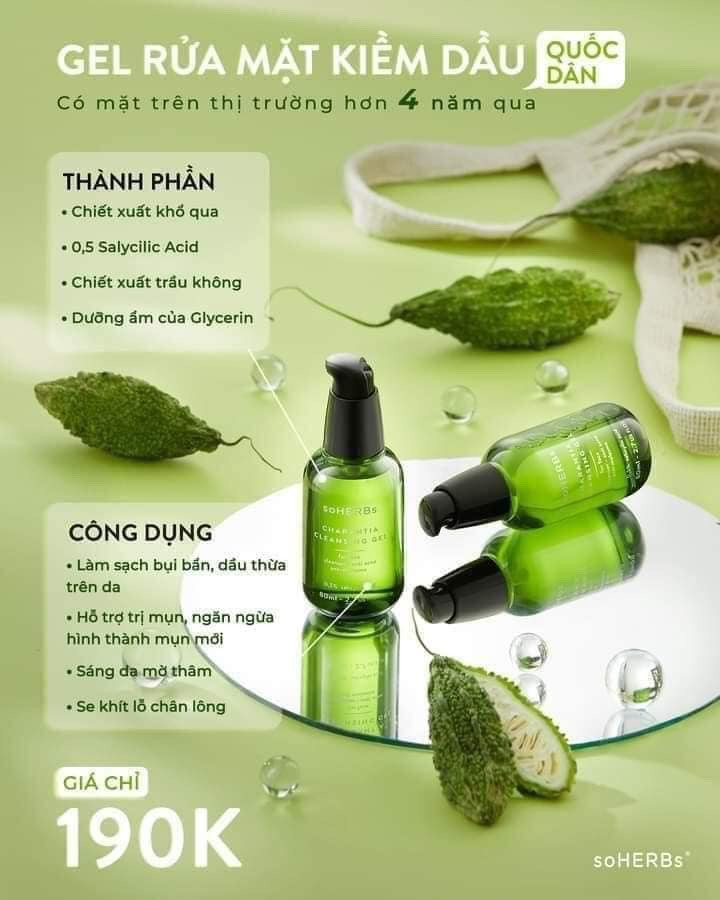 GEL RỬA MẶT KIỀM DẦU QUỐC DÂN
Có mặt trên thị trường hơn 4 năm qua
THÀNH PHẦN
• Chiết xuất khổ qua
• 0,5 Salycilic Acid
• Chiết xuất trầu không
• Dưỡng ẩm của Glycerin
soHERBs
CHARANTIA
CLEANSING GEL
CÔNG DỤNG
• Làm sạch bụi bẩn, dầu thừa
trên da
• Hỗ trợ trị mụn, ngăn ngừa
hình thành mụn mới
• Sáng da mờ thâm
• Se khít lỗ chân lông
GIÁ CHỈ
190K
soHERBs